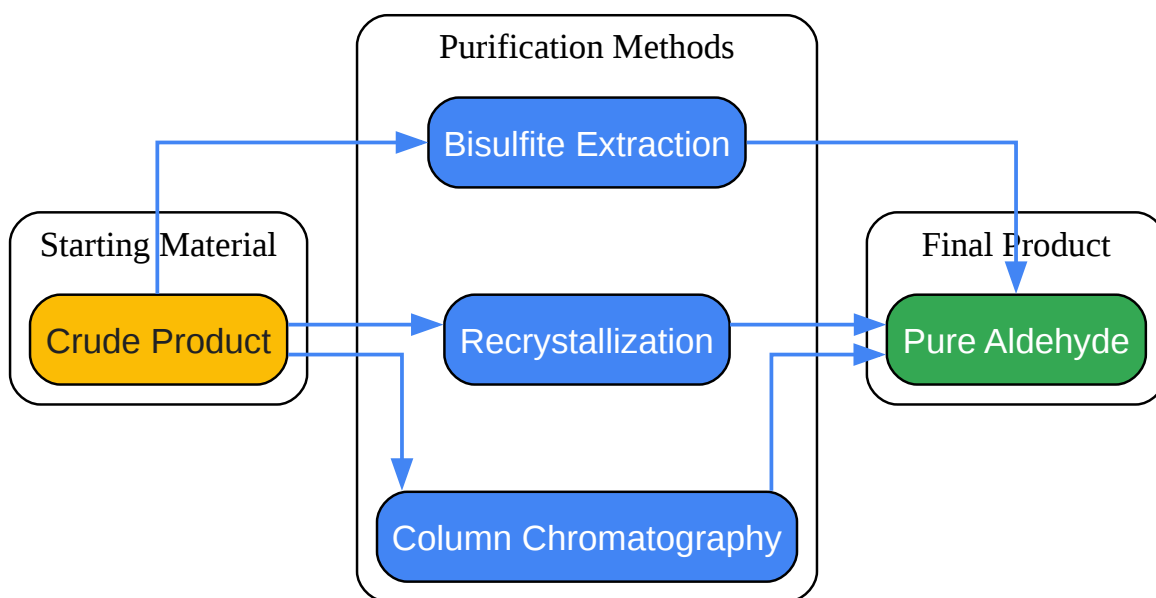 Purification Methods
Bisulfite Extraction
Starting Material
Final Product
Crude Product
Recrystallization
Pure Aldehyde
Column Chromatography